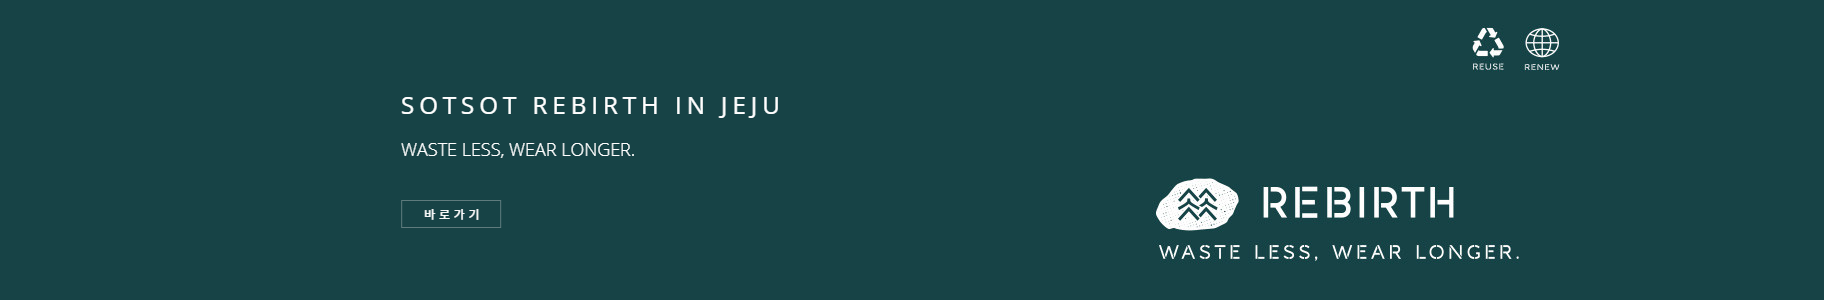 REUSE RENEW
SOTSOT REBIRTH IN JEJU
WASTE LESS, WEAR LONGER.
바로가기
REBIRTH
WASTE LESS, WEAR LONGER.